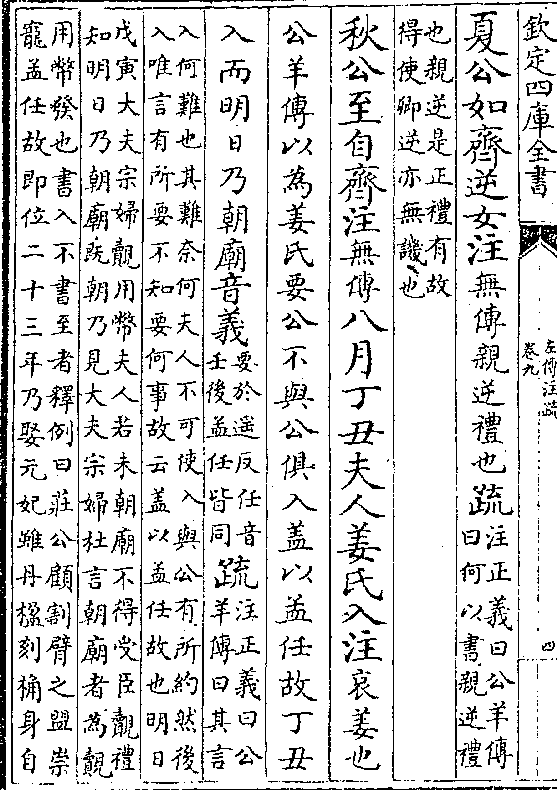 欽定四庫全書
左傳注疏
卷九
四
夏公如齊逆女注無傳親逆禮也疏
注正義曰公羊傳
曰何以書親逆禮
也親逆是正禮有故
得使卿逆亦無譏也
秋公至自齊注無傳八月丁丑夫人姜氏入注哀姜也
公羊傳以為姜氏要公不與公俱入盖以孟任故丁丑
入而明日乃朝廟音義
要於遥反任音
壬後孟任皆同
疏
注正義曰公
羊傳曰其言
入何難也其難奈何夫人不可使入與公有所約然後
入唯言有所要不知要何事故云盖以孟任故也明日
戊寅大夫宗婦覿用幣夫人若未朝廟不得受臣覿禮
知明日乃朝廟既朝乃見大夫宗婦杜言朝廟者為覿
用幣發也書入不書至者釋例曰莊公顧割臂之盟崇
寵孟任故即位二十三年乃娶元妃雖丹楹刻桷身自